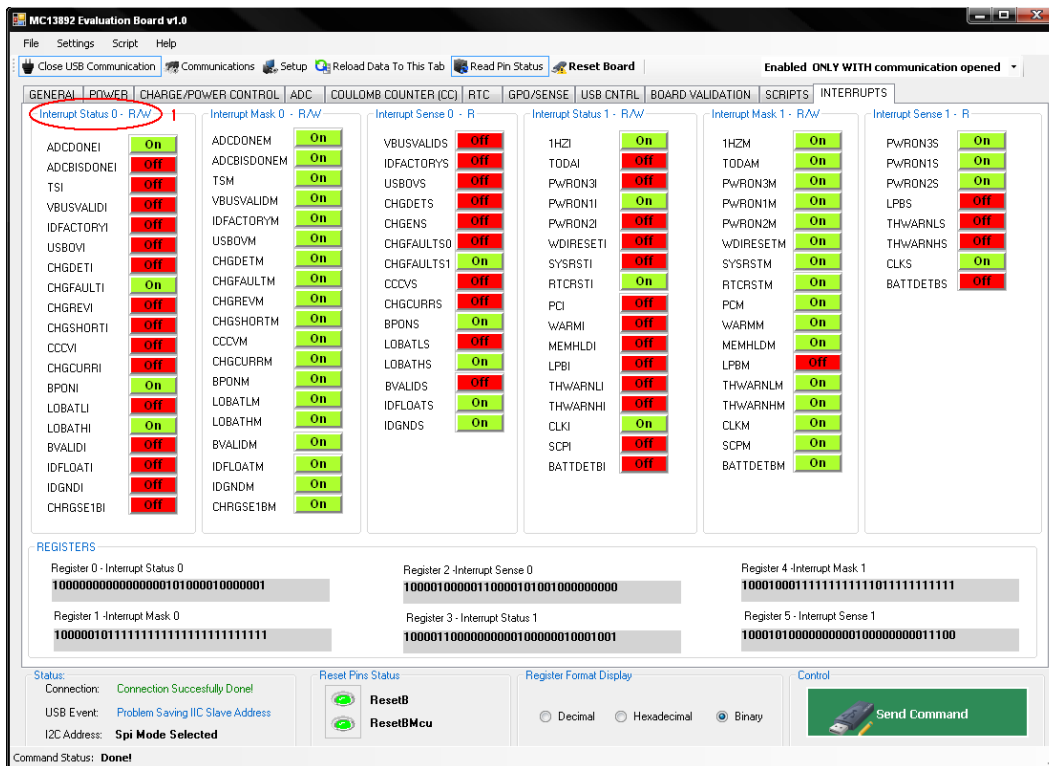 MC13892 Evaluation Board v1.0
File Settings Script Help
Close USB Communication Communications Setup Reload Data To This Tab Read Pin Status Reset Board Enabled ONLY WITH communication opened
GENERAL POWER CHARGE/POWER CONTROL ADC COULOMB COUNTER (CC) RTC GPO/SENSE USB CNTRL BOARD VALIDATION SCRIPTS INTERRUPTS
Interrupt Status 0 - R/W 1
ADCDONEI On
ADCBISDONEI Off
TSI Off
VBUSVALIDI Off
IDFACTORYI Off
USBOVI Off
CHGDETI Off
CHGFAULTI On
CHGREVI Off
CHGSHORTI Off
CCCVI Off
CHGCURRI Off
BPONI On
LOBATLI Off
LOBATHI On
BVALIDI Off
IDFLOATI Off
IDGNDI Off
CHRGSE1BI Off
Interrupt Mask 0 - R/W
ADCDONEM On
ADCBISDONEM On
TSM On
VBUSVALIDM On
IDFACTORYM On
USBOVM On
CHGDETM On
CHGFAULTM On
CHGREVM On
CHGSHORTM On
CCCVM On
CHGCURRM On
BPONM On
LOBATLM On
LOBATHM On
BVALIDM On
IDFLOATM On
IDGNDM On
CHRGSE1BM On
Interrupt Sense 0 - R
VBUSVALIDS Off
IDFACTORYS Off
USBOVS Off
CHGDETS Off
CHGENS Off
CHGFAULTS0 Off
CHGFAULTS1 On
CCCVS Off
CHGCURRS Off
BPONS On
LOBATLS Off
LOBATHS On
BVALIDS Off
IDFLOATS On
IDGNDS On
Interrupt Status 1 - R/W
1HZI On
TODAI Off
PWRON3I Off
PWRON1I On
PWRON2I Off
WDIRESETI Off
SYSRSTI Off
RTCRSTI On
PCI Off
WARMI Off
MEMHLDI Off
LPBI Off
THWARNLI Off
THWARNHI Off
CLKI On
SCPI Off
BATTDETBI Off
Interrupt Mask 1 - R/W
1HZM On
TODAM On
PWRON3M On
PWRON1M On
PWRON2M On
WDIRESETM On
SYSRSTM On
RTCRSTM On
PCM On
WARMM On
MEMHLDM On
LPBM Off
THWARNLM On
THWARNHM On
CLKM On
SCPM On
BATTDETBM On
Interrupt Sense 1 - R
PWRON3S On
PWRON1S On
PWRON2S On
LPBS Off
THWARNLS Off
THWARNHS Off
CLKS On
BATTDETBS Off
REGISTERS
Register 0 - Interrupt Status 0
10000000000000000101000010000001
Register 2 -Interrupt Sense 0
10000100000110000101001000000000
Register 4 -Interrupt Mask 1
10001000111111111111011111111111
Register 1 -Interrupt Mask 0
10000010111111111111111111111111
Register 3 - Interrupt Status 1
10000110000000000100000010001001
Register 5 - Interrupt Sense 1
10001010000000000100000000011100
Status:
Connection: Connection Succesfully Done!
USB Event: Problem Saving IIC Slave Address
I2C Address: Spi Mode Selected
Reset Pins Status
ResetB
ResetBMcu
Register Format Display
Decimal Hexadecimal Binary
Control
Send Command
Command Status: Done!